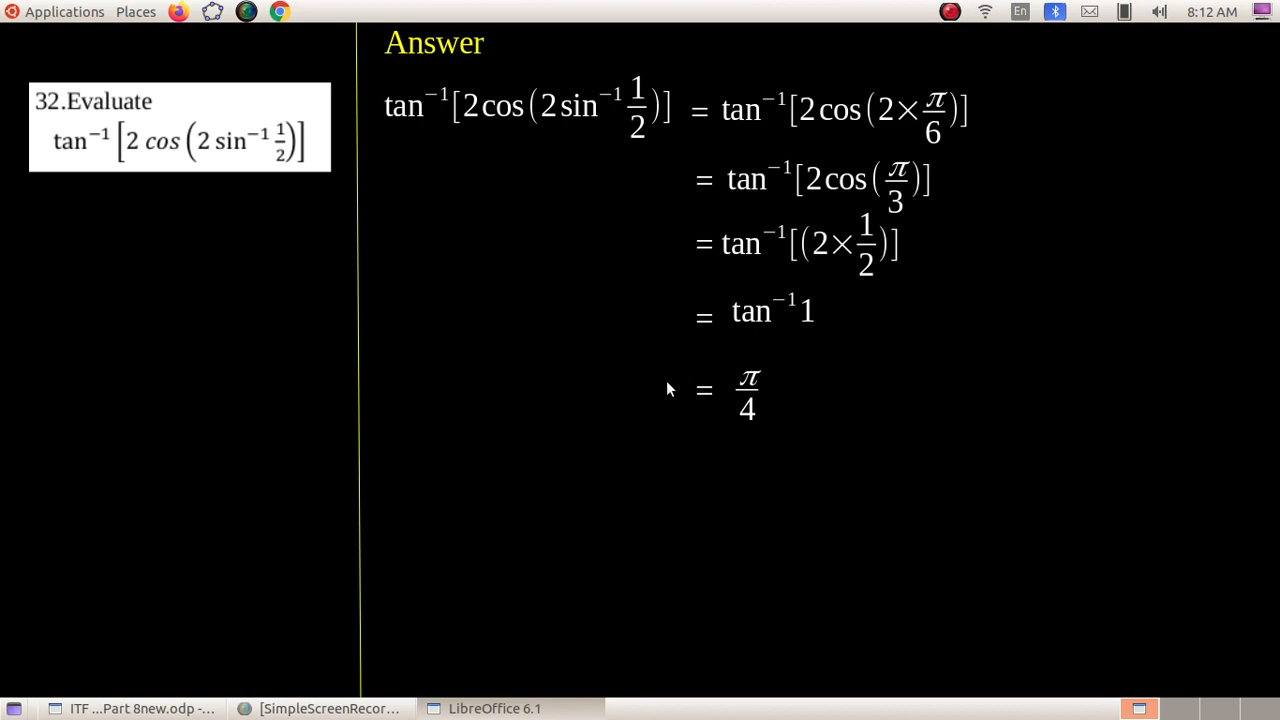 Applications Places En 8:12 AM
Answer
32.Evaluate
tan⁻¹ [2 cos (2 sin⁻¹ 1/2)]
tan⁻¹[2cos(2sin⁻¹ 1/2)] = tan⁻¹[2cos(2×π/6)]
= tan⁻¹[2cos(π/3)]
= tan⁻¹[(2×1/2)]
= tan⁻¹1
= π/4
ITF ...Part 8new.odp -... [SimpleScreenRecor... LibreOffice 6.1